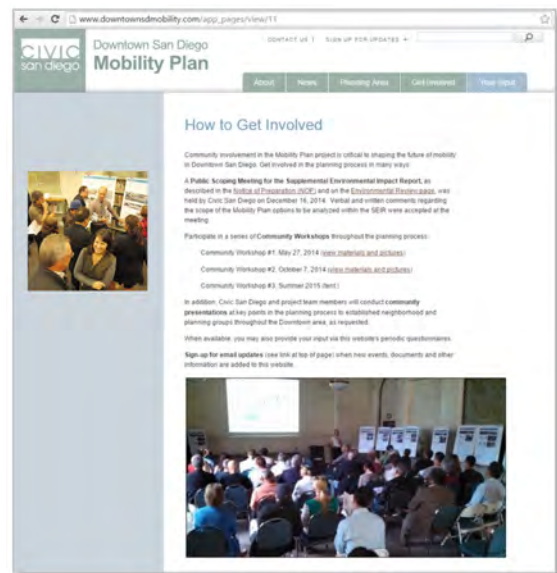 www.downtownsdmobility.com/app_pages/view/11
CIVIC
san diego
Downtown San Diego
Mobility Plan
CONTACT US | SIGN UP FOR UPDATES
About News Planning Area Get Involved Your Input
How to Get Involved
Community involvement in the Mobility Plan project is critical to shaping the future of mobility
in Downtown San Diego. Get involved in the planning process in many ways:
A Public Scoping Meeting for the Supplemental Environmental Impact Report, as
described in the Notice of Preparation (NOP) and on the Environmental Review page, was
held by Civic San Diego on December 16, 2014. Verbal and written comments regarding
the scope of the Mobility Plan options to be analyzed within the SEIR were accepted at the
meeting.
Participate in a series of Community Workshops throughout the planning process:
Community Workshop #1: May 27, 2014 (view materials and pictures)
Community Workshop #2: October 7, 2014 (view materials and pictures)
Community Workshop #3: Summer 2015 (tent.)
In addition, Civic San Diego and project team members will conduct community
presentations at key points in the planning process to established neighborhood and
planning groups throughout the Downtown area, as requested.
When available, you may also provide your input via this website's periodic questionnaires.
Sign-up for email updates (see link at top of page) when new events, documents and other
information are added to this website.